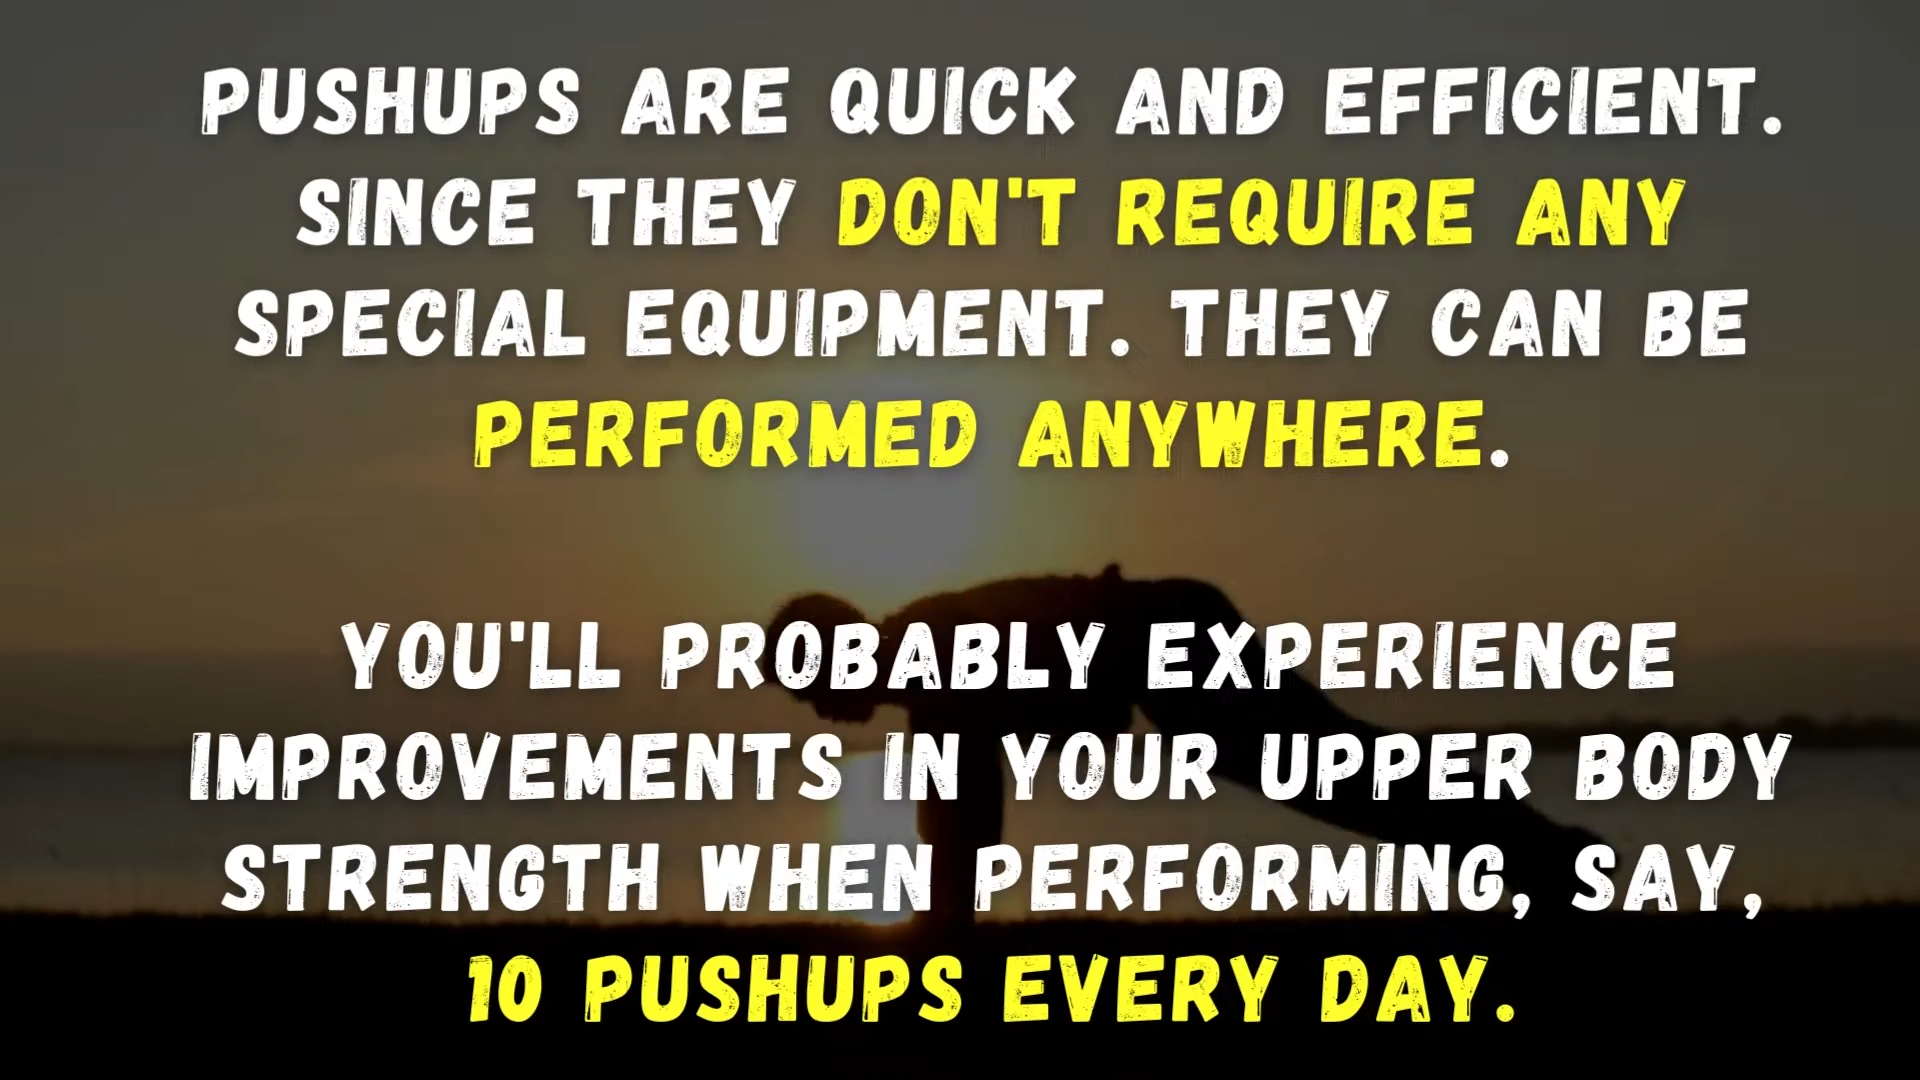 PUSHUPS ARE QUICK AND EFFICIENT.
SINCE THEY DON'T REQUIRE ANY
SPECIAL EQUIPMENT. THEY CAN BE
PERFORMED ANYWHERE.
YOU'LL PROBABLY EXPERIENCE
IMPROVEMENTS IN YOUR UPPER BODY
STRENGTH WHEN PERFORMING, SAY,
10 PUSHUPS EVERY DAY.